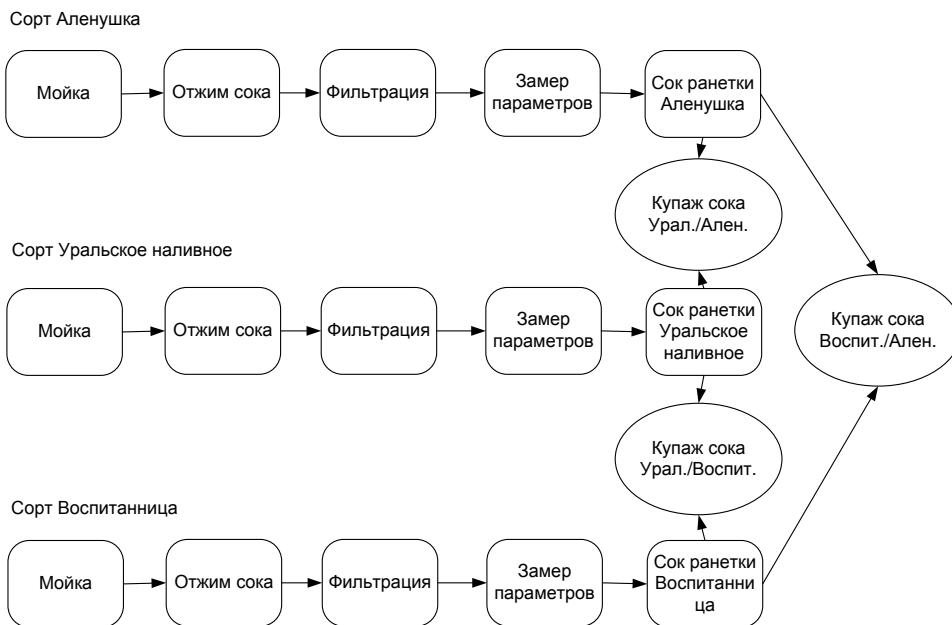 Сорт Аленушка
Мойка
Отжим сока
Фильтрация
Замер
параметров
Сок ранетки
Аленушка
Купаж сока
Урал./Ален.
Сорт Уральское наливное
Мойка
Отжим сока
Фильтрация
Замер
параметров
Сок ранетки
Уральское
наливное
Купаж сока
Воспит./Ален.
Купаж сока
Урал./Воспит.
Сорт Воспитанница
Мойка
Отжим сока
Фильтрация
Замер
параметров
Сок ранетки
Воспитанни
ца